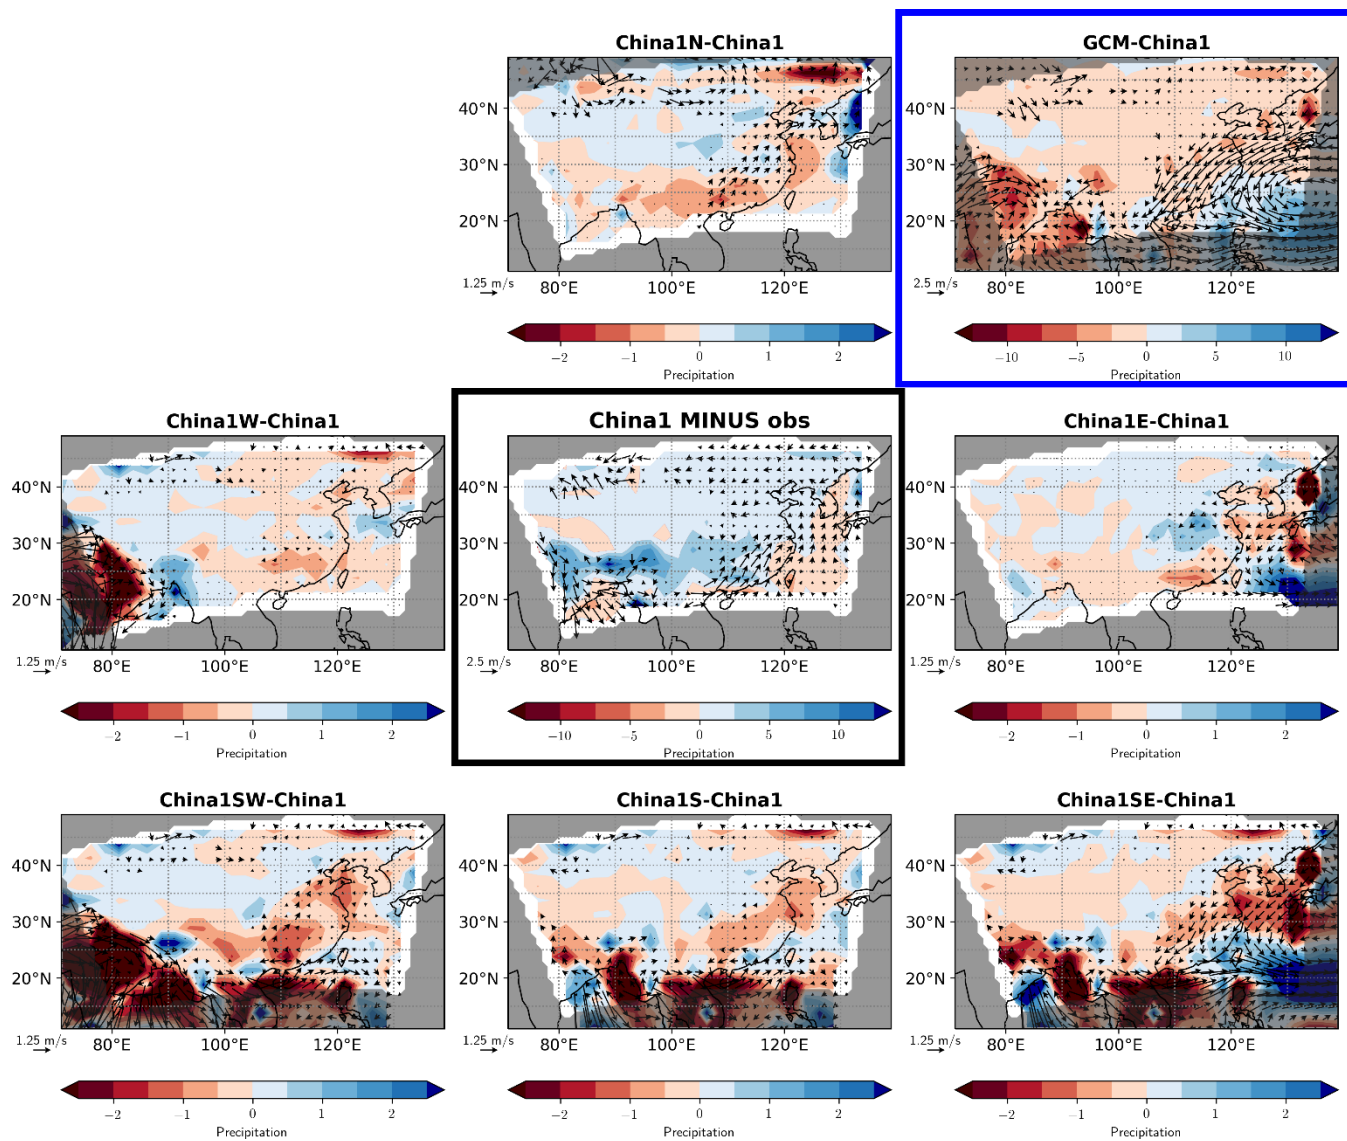 China1N-China1
GCM-China1
40°N
30°N
20°N
1.25 m/s
80°E 100°E 120°E
−2 −1 0 1 2
Precipitation
40°N
30°N
20°N
2.5 m/s
80°E 100°E 120°E
−10 −5 0 5 10
Precipitation
China1W-China1
China1 MINUS obs
China1E-China1
40°N
30°N
20°N
1.25 m/s
80°E 100°E 120°E
−2 −1 0 1 2
Precipitation
40°N
30°N
20°N
2.5 m/s
80°E 100°E 120°E
−10 −5 0 5 10
Precipitation
40°N
30°N
20°N
1.25 m/s
80°E 100°E 120°E
−2 −1 0 1 2
Precipitation
China1SW-China1
China1S-China1
China1SE-China1
40°N
30°N
20°N
1.25 m/s
80°E 100°E 120°E
−2 −1 0 1 2
Precipitation
40°N
30°N
20°N
1.25 m/s
80°E 100°E 120°E
−2 −1 0 1 2
Precipitation
40°N
30°N
20°N
1.25 m/s
80°E 100°E 120°E
−2 −1 0 1 2
Precipitation